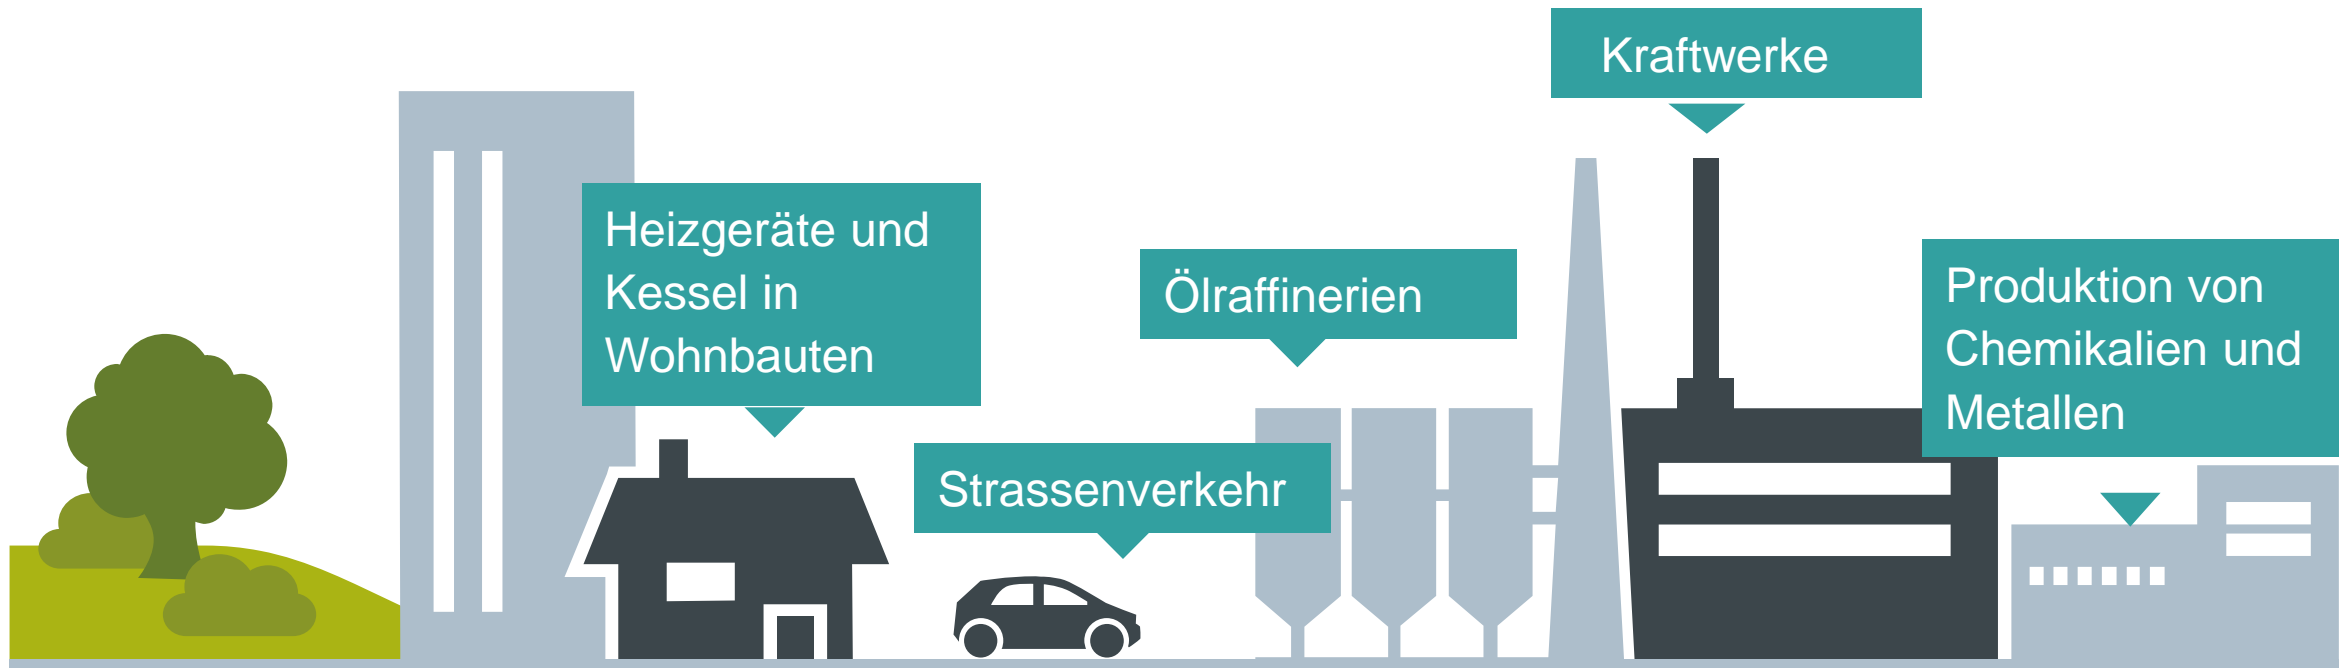 Kraftwerke
Heizgeräte und
Kessel in
Wohnbauten
Ölraffinerien
Produktion von
Chemikalien und
Metallen
Strassenverkehr